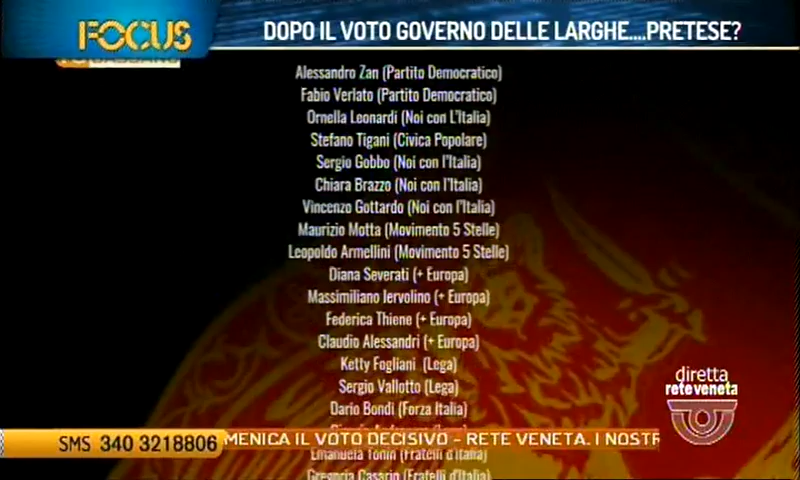 FOCUS
DOPO IL VOTO GOVERNO DELLE LARGHE....PRETESE?
Alessandro Zan (Partito Democratico)
Fabio Verlato (Partito Democratico)
Ornella Leonardi (Noi con L'Italia)
Stefano Tigani (Civica Popolare)
Sergio Gobbo (Noi con l'Italia)
Chiara Brazzo (Noi con l'Italia)
Vincenzo Gottardo (Noi con l'Italia)
Maurizio Motta (Movimento 5 Stelle)
Leopoldo Armellini (Movimento 5 Stelle)
Diana Severati (+ Europa)
Massimiliano Iervolino (+ Europa)
Federica Thiene (+ Europa)
Claudio Alessandri (+ Europa)
Ketty Fogliani (Lega)
Sergio Vallotto (Lega)
Dario Bondi (Forza Italia)
diretta
reteveneta
SMS 340 3218806
MENICA IL VOTO DECISIVO - RETE VENETA. I NOSTR
Emanuela Tonin (Fratelli d'Italia)
Gregoria Casarin (Fratelli d'Italia)